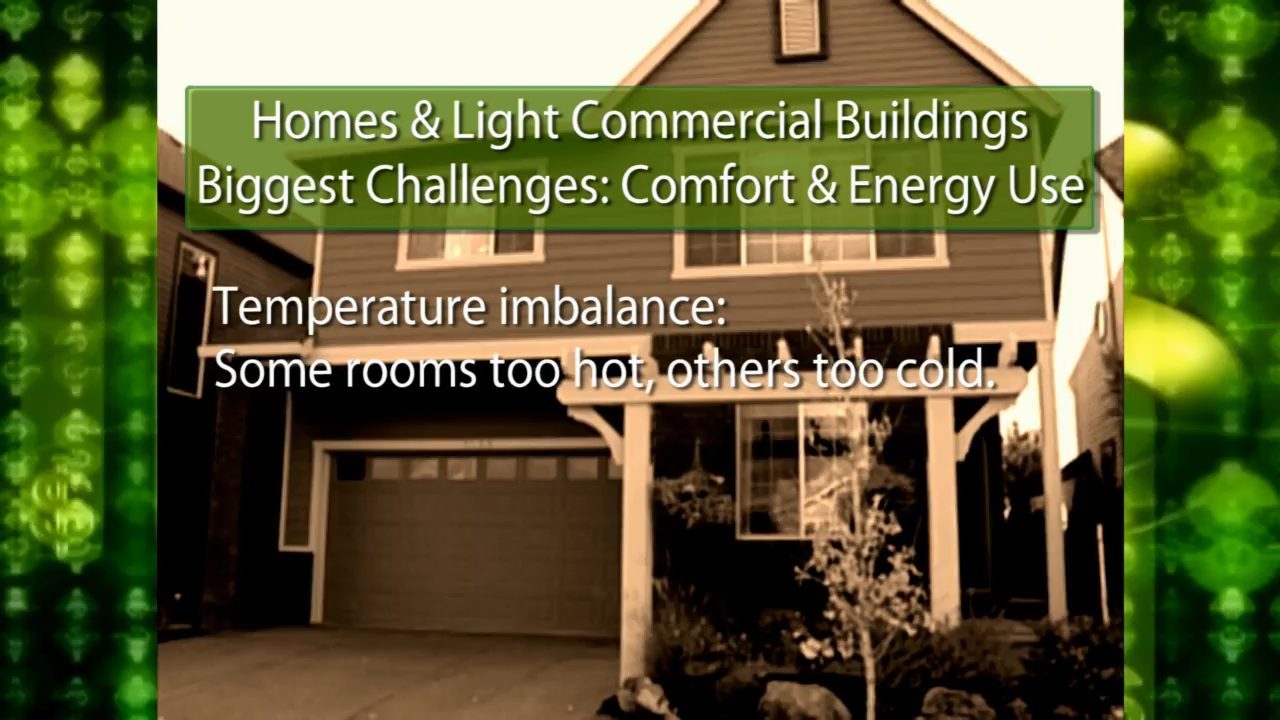 Homes & Light Commercial Buildings
Biggest Challenges: Comfort & Energy Use
Temperature imbalance:
Some rooms too hot, others too cold.